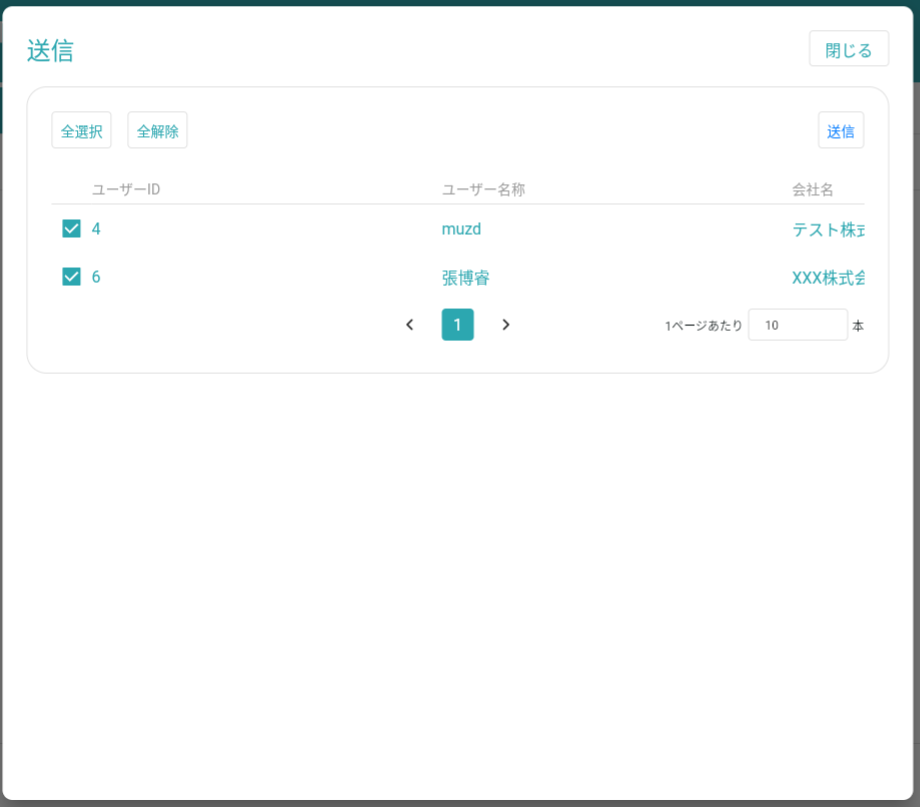 送信
閉じる
全選択 全解除 送信
ユーザーID ユーザー名称 会社名
4 muzd テスト株式
6 張博睿 XXX株式会
1 1ページあたり 10 本